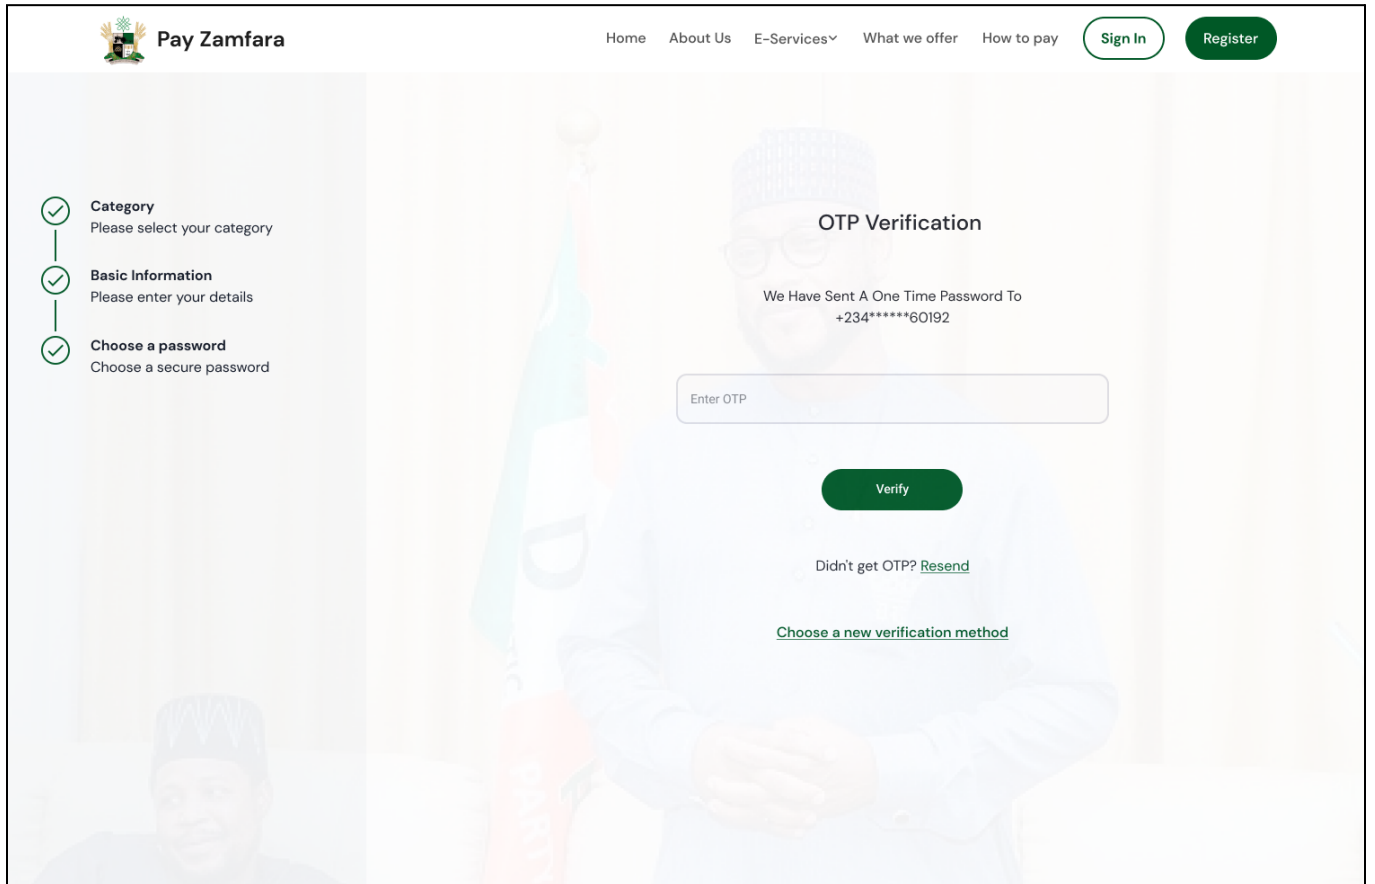 Pay Zamfara
Home About Us E-Services What we offer How to pay Sign In Register
Category
Please select your category
Basic Information
Please enter your details
Choose a password
Choose a secure password
OTP Verification
We Have Sent A One Time Password To
+234******60192
Enter OTP
Verify
Didn't get OTP? Resend
Choose a new verification method